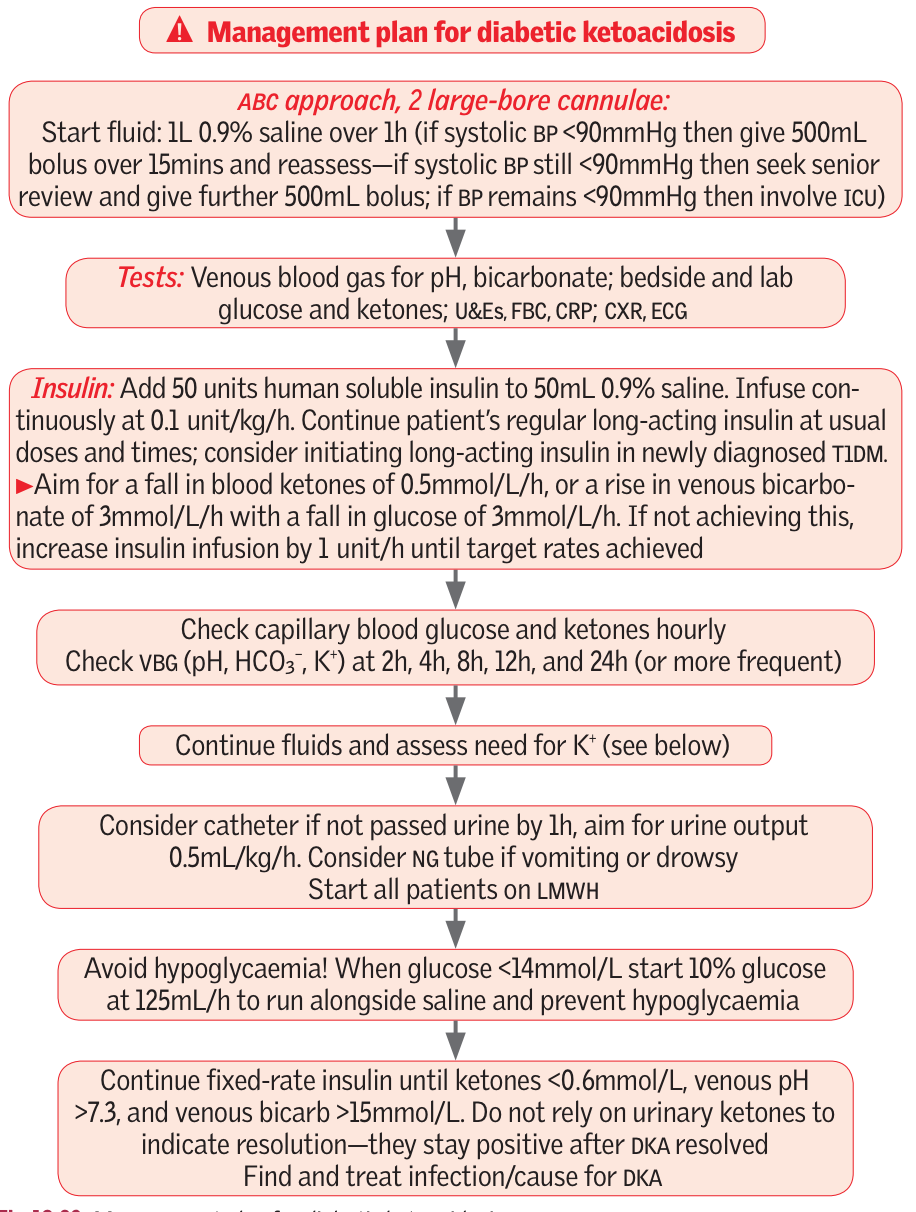 Management plan for diabetic ketoacidosis
ABC approach, 2 large-bore cannulae:
Start fluid: 1L 0.9% saline over 1h (if systolic BP <90mmHg then give 500mL
bolus over 15mins and reassess—if systolic BP still <90mmHg then seek senior
review and give further 500mL bolus; if BP remains <90mmHg then involve ICU)
Tests: Venous blood gas for pH, bicarbonate; bedside and lab
glucose and ketones; U&Es, FBC, CRP; CXR, ECG
Insulin: Add 50 units human soluble insulin to 50mL 0.9% saline. Infuse con-
tinuously at 0.1 unit/kg/h. Continue patient's regular long-acting insulin at usual
doses and times; consider initiating long-acting insulin in newly diagnosed T1DM.
►Aim for a fall in blood ketones of 0.5mmol/L/h, or a rise in venous bicarbo-
nate of 3mmol/L/h with a fall in glucose of 3mmol/L/h. If not achieving this,
increase insulin infusion by 1 unit/h until target rates achieved
Check capillary blood glucose and ketones hourly
Check VBG (pH, HCO₃⁻, K⁺) at 2h, 4h, 8h, 12h, and 24h (or more frequent)
Continue fluids and assess need for K⁺ (see below)
Consider catheter if not passed urine by 1h, aim for urine output
0.5mL/kg/h. Consider NG tube if vomiting or drowsy
Start all patients on LMWH
Avoid hypoglycaemia! When glucose <14mmol/L start 10% glucose
at 125mL/h to run alongside saline and prevent hypoglycaemia
Continue fixed-rate insulin until ketones <0.6mmol/L, venous pH
>7.3, and venous bicarb >15mmol/L. Do not rely on urinary ketones to
indicate resolution—they stay positive after DKA resolved
Find and treat infection/cause for DKA